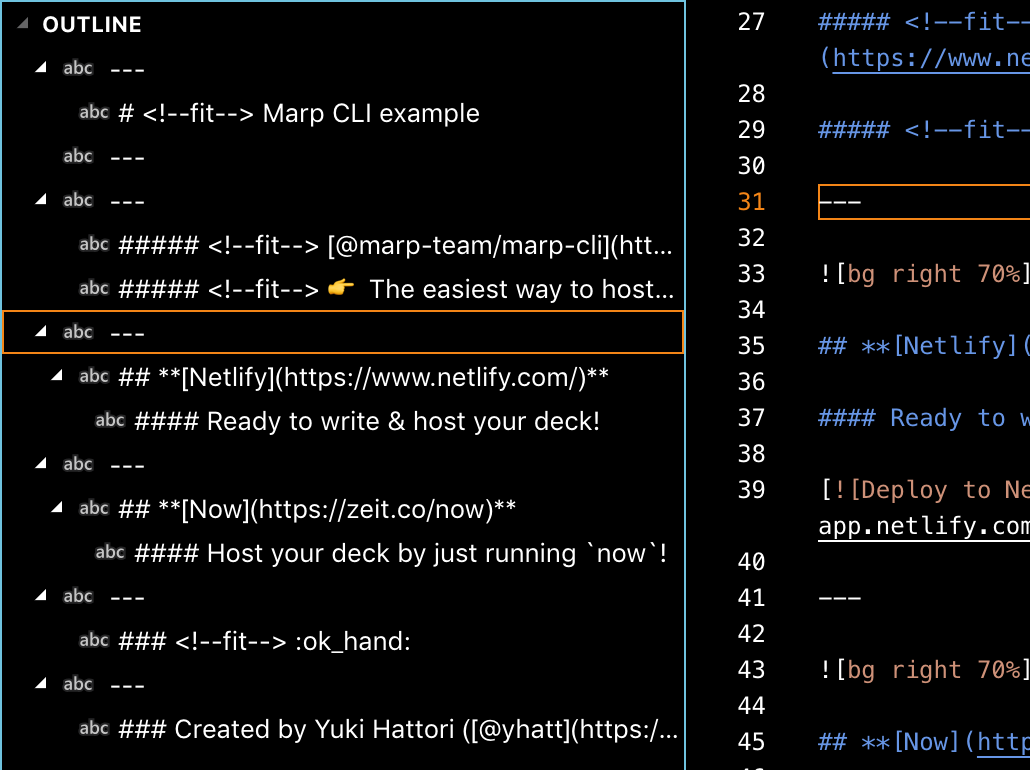 OUTLINE
abc ---
abc # <!--fit--> Marp CLI example
abc ---
abc ---
abc ##### <!--fit--> [@marp-team/marp-cli](htt...
abc ##### <!--fit--> 👉 The easiest way to host...
abc ---
abc ## **[Netlify](https://www.netlify.com/)**
abc #### Ready to write & host your deck!
abc ---
abc ## **[Now](https://zeit.co/now)**
abc #### Host your deck by just running `now`!
abc ---
abc ### <!--fit--> :ok_hand:
abc ---
abc ### Created by Yuki Hattori ([@yhatt](https:/...
27 ##### <!--fit--
(https://www.ne
28
29 ##### <!--fit--
30
31 ---
32
33 ![bg right 70%]
34
35 ## **[Netlify](
36
37 #### Ready to w
38
39 [![Deploy to Ne
app.netlify.com
40
41 ---
42
43 ![bg right 70%]
44
45 ## **[Now](http